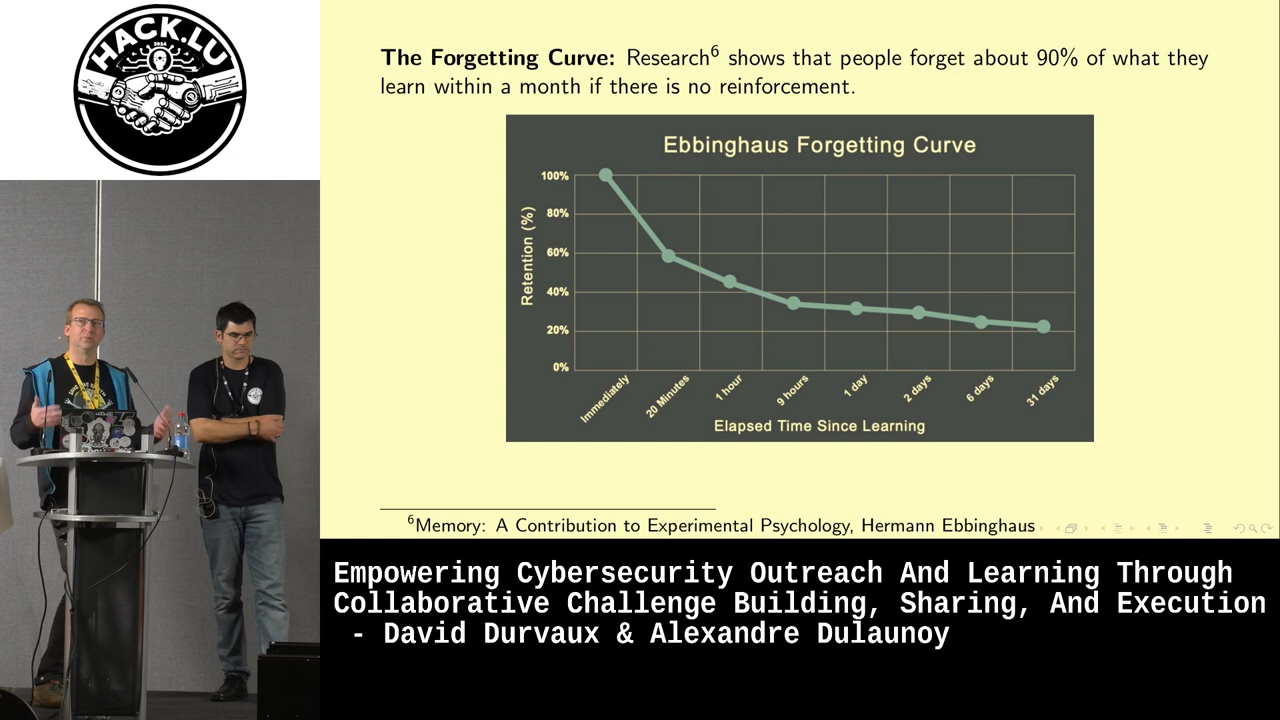 HACK.LU
2024
The Forgetting Curve: Research6 shows that people forget about 90% of what they
learn within a month if there is no reinforcement.
Ebbinghaus Forgetting Curve
Retention (%)
100%
80%
60%
40%
20%
0%
Immediately
20 Minutes
1 hour
9 hours
1 day
2 days
6 days
31 days
Elapsed Time Since Learning
6Memory: A Contribution to Experimental Psychology, Hermann Ebbinghaus
Empowering Cybersecurity Outreach And Learning Through
Collaborative Challenge Building, Sharing, And Execution
- David Durvaux & Alexandre Dulaunoy